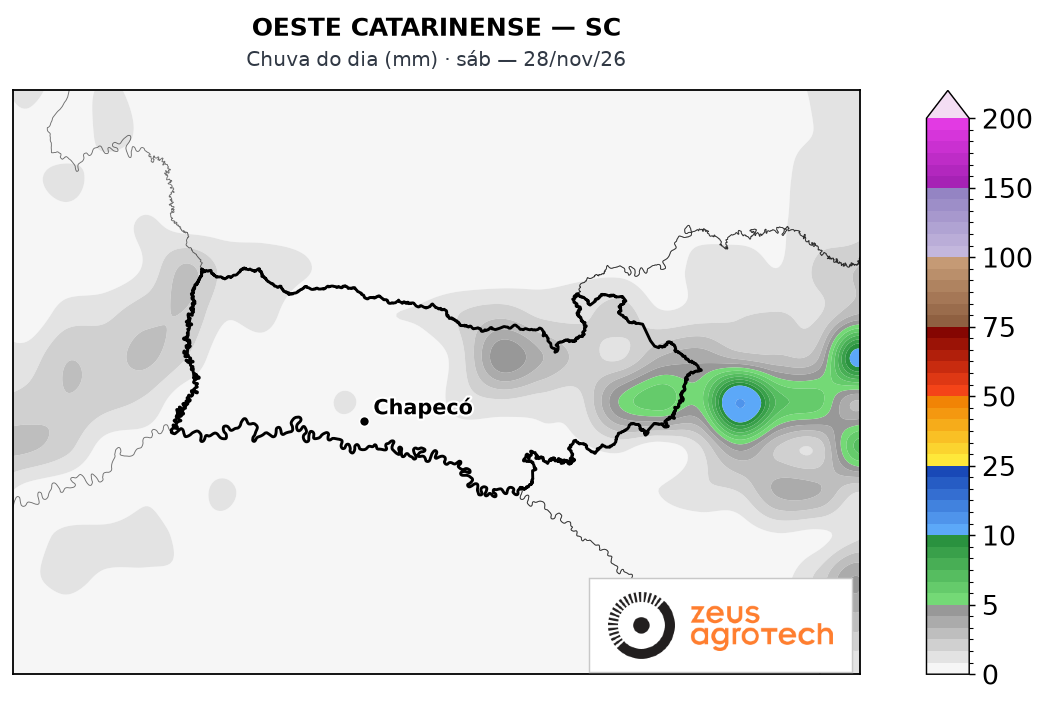 OESTE CATARINENSE — SC
Chuva do dia (mm) · sáb — 28/nov/26
200
150
100
75
50
25
10
5
0
Chapecó
zeus
agrotech